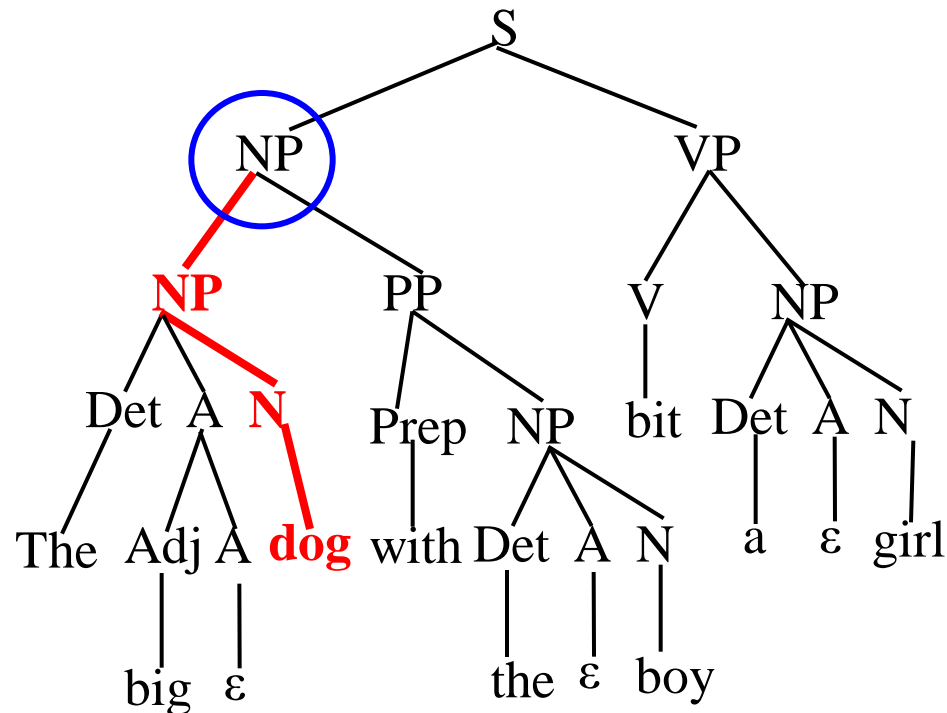 S
NP VP
NP PP V NP
Det A N Prep NP bit Det A N
The Adj A dog with Det A N a ε girl
big ε the ε boy